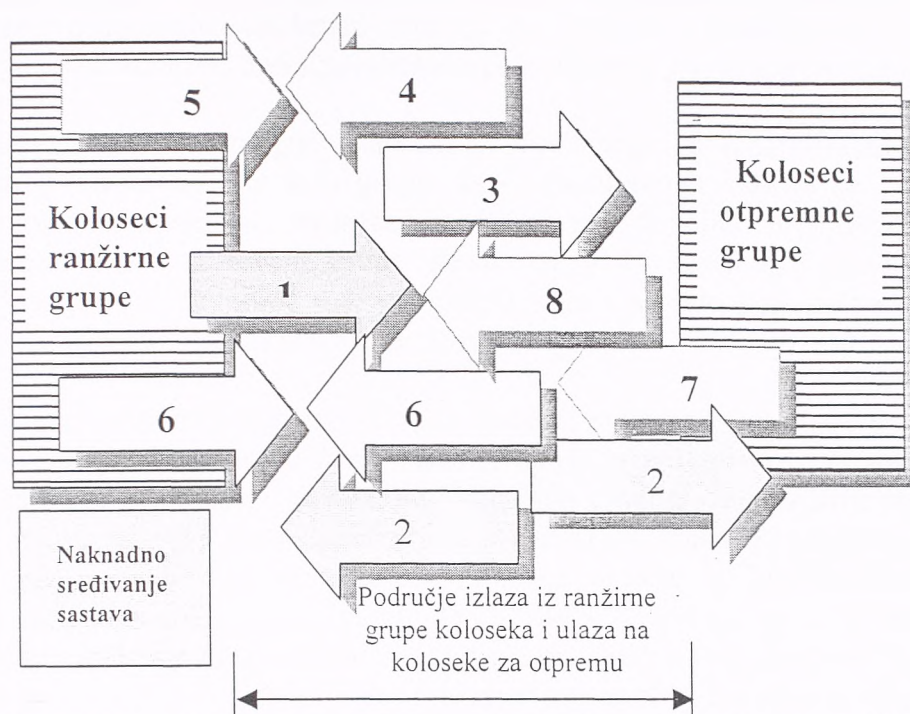 5
4
3
Koloseci
ranžirne
grupe
Koloseci
otpremne
grupe
1
8
7
6
6
2
2
Naknadno
sređivanje
sastava
Područje izlaza iz ranžirne
grupe koloseka i ulaza na
koloseke za otpremu